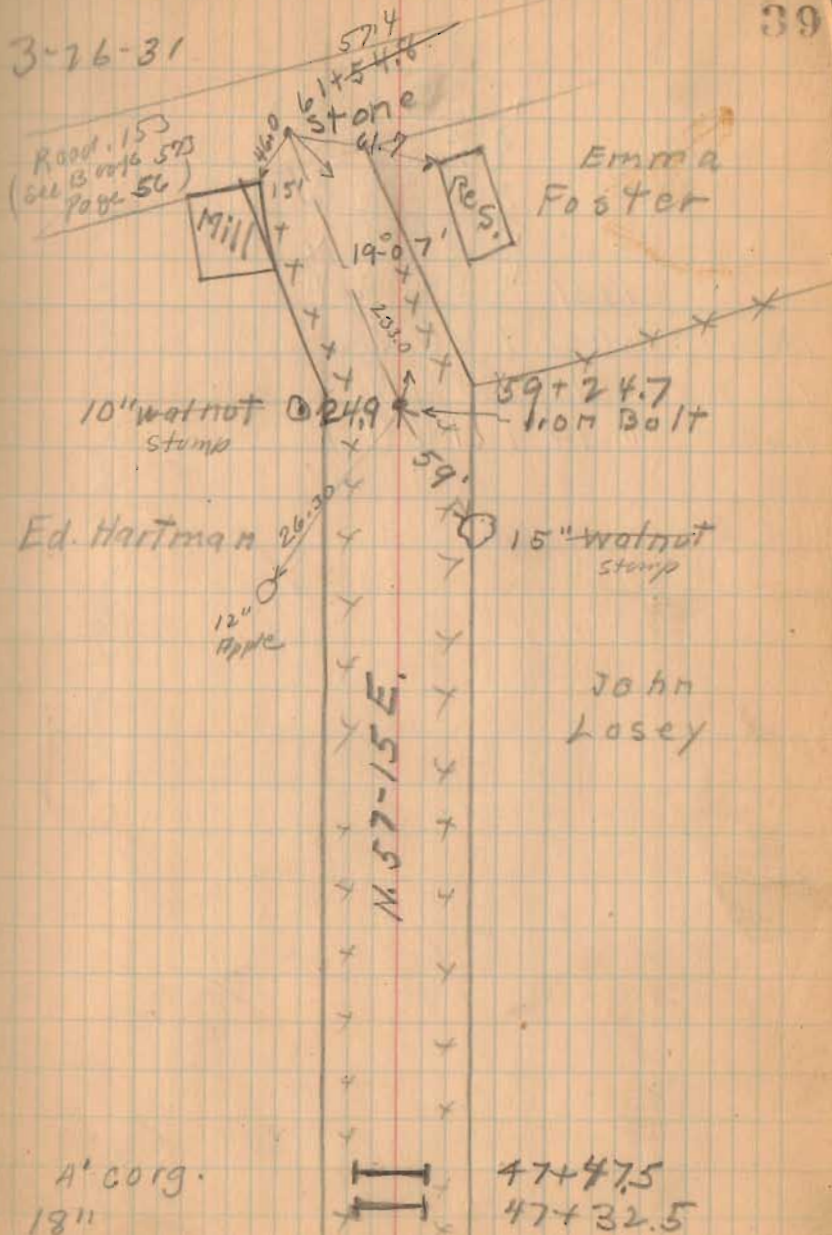 39
3-26-31
57.4
61+54.8
Stone
Road. 153
(See Book 573
Page 56)
46.0
61.7
15'
Mill
Res.
Emma
Foster
19°-07'
233.0
59+24.7
Iron Bolt
10" walnut
stump
24.9
59'
Ed. Hartman
26.30
15" walnut
stump
12"
Apple
John
Losey
N. 57-15 E.
A' corg.
47+47.5
18"
47+32.5